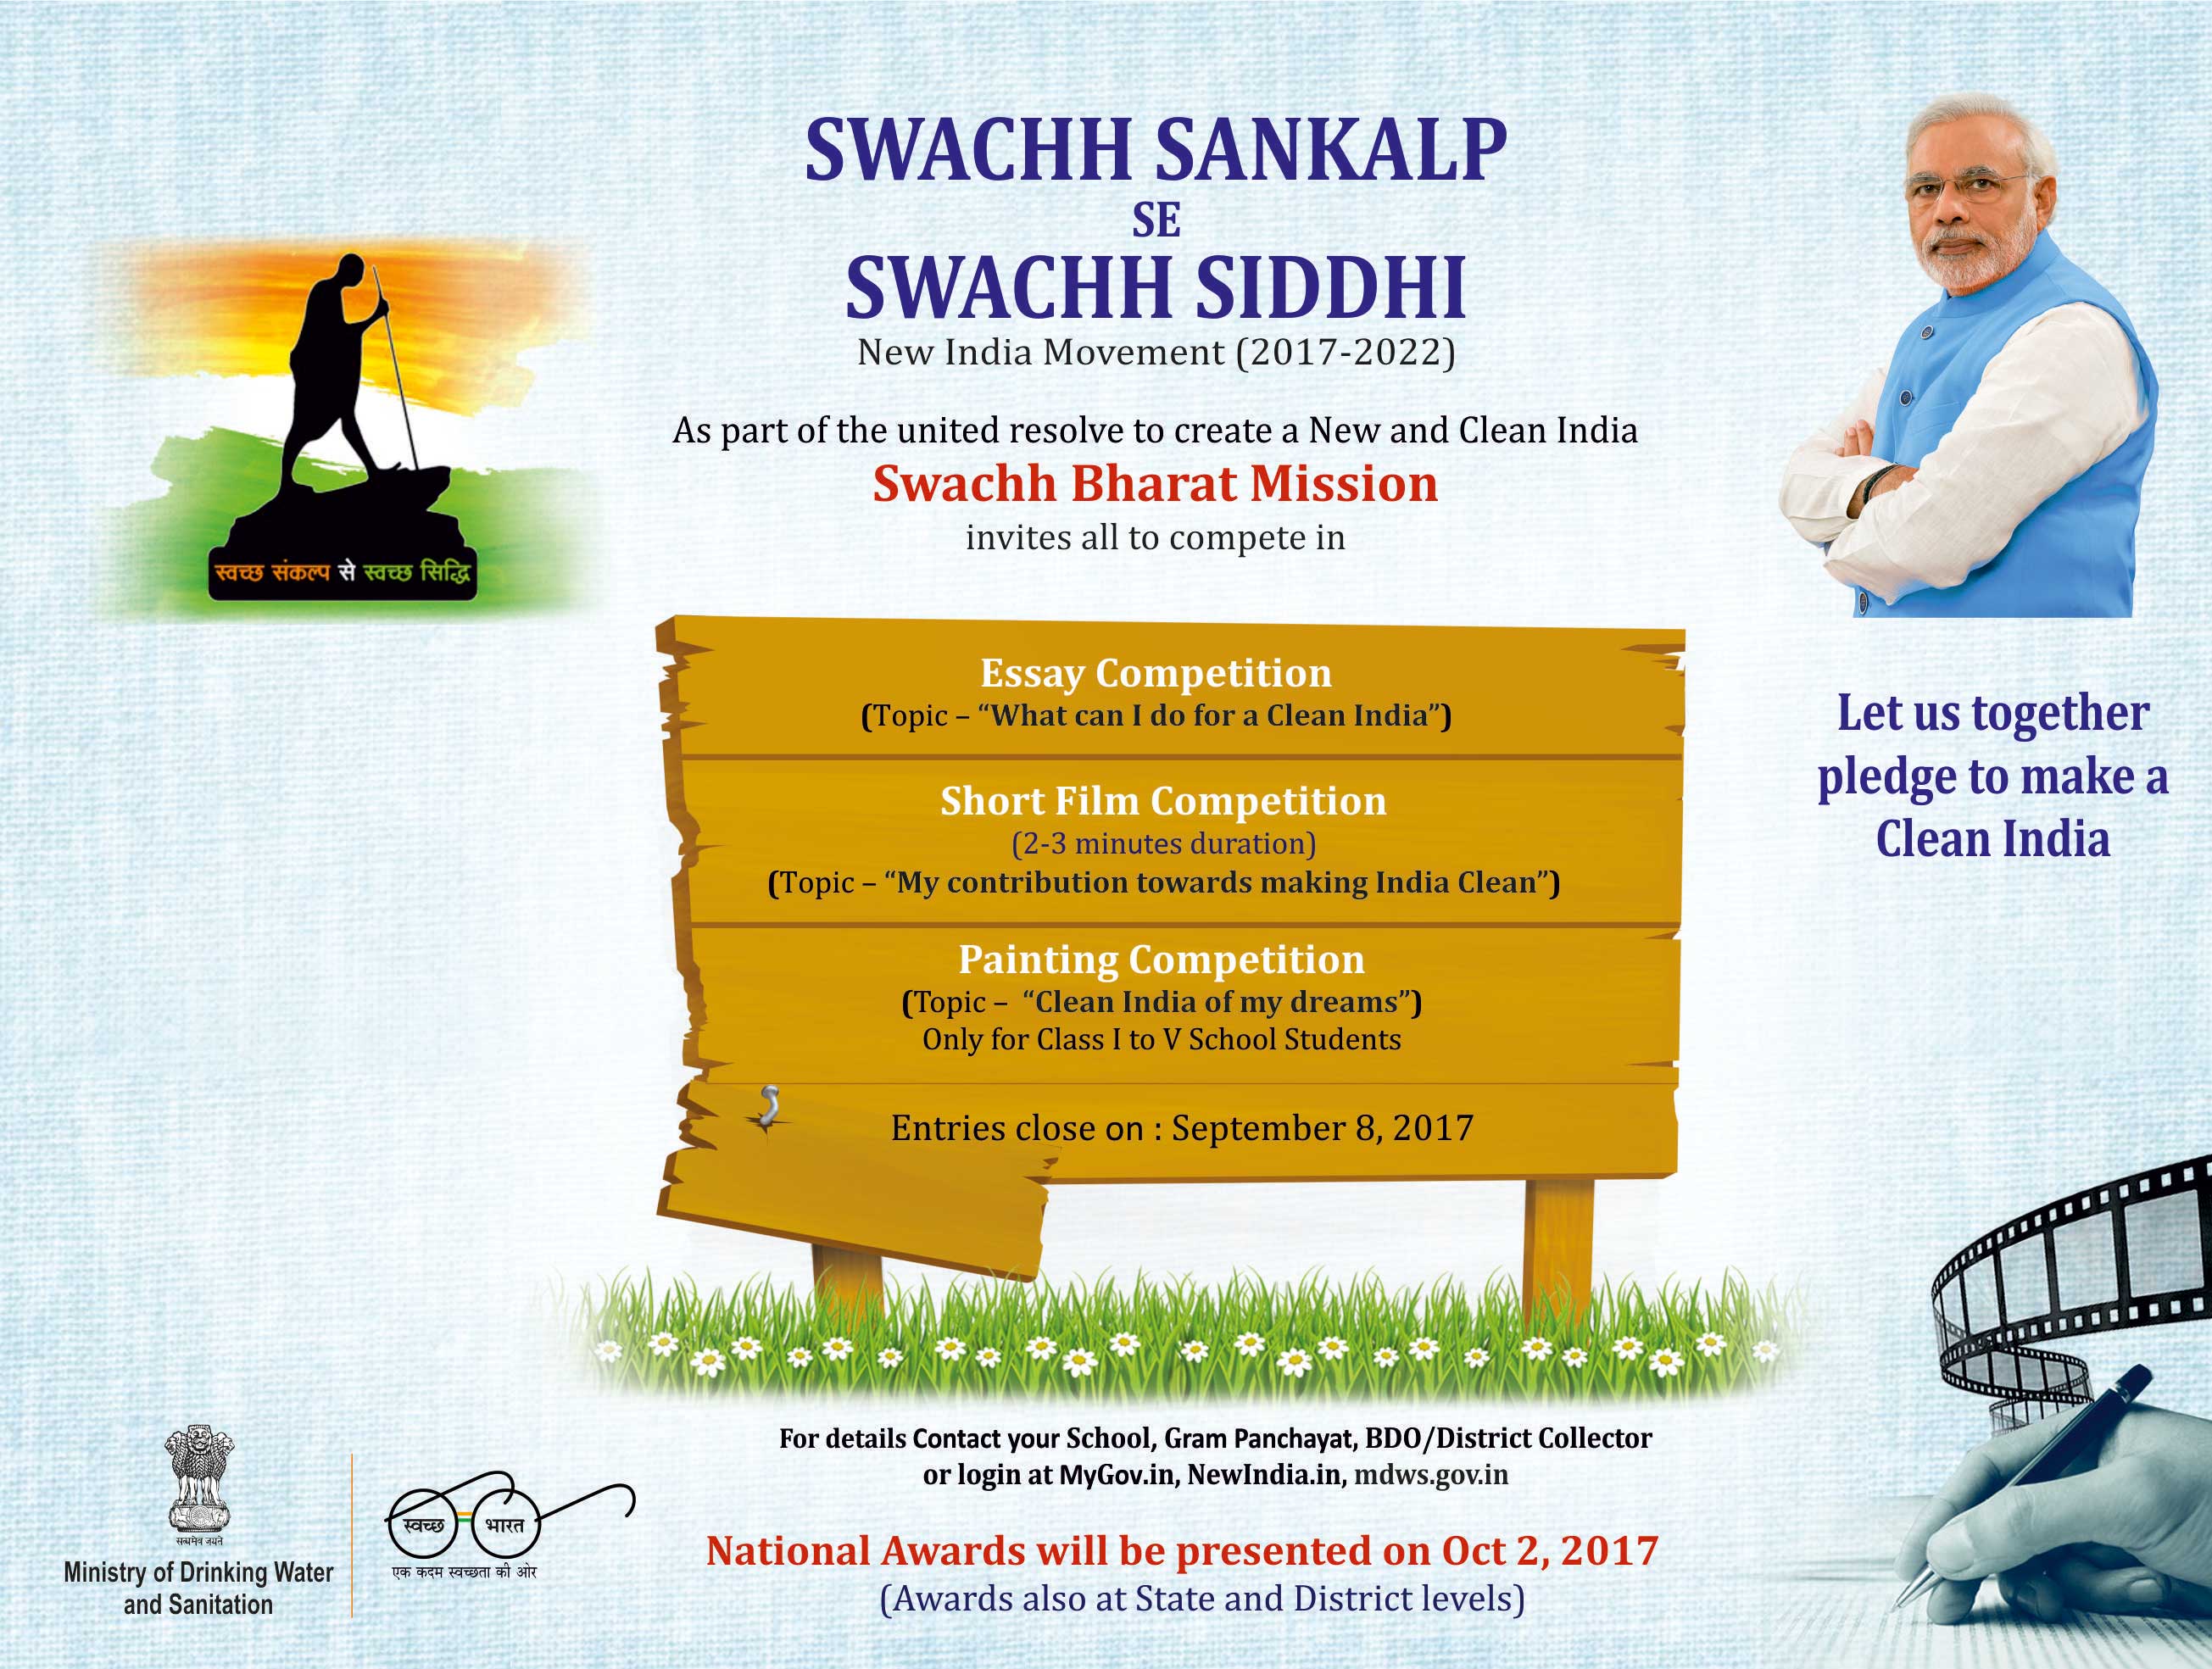 SWACHH SANKALP
SE
SWACHH SIDDHI
New India Movement (2017-2022)
As part of the united resolve to create a New and Clean India
Swachh Bharat Mission
invites all to compete in
स्वच्छ संकल्प से स्वच्छ सिद्धि
Essay Competition
(Topic – “What can I do for a Clean India”)
Short Film Competition
(2-3 minutes duration)
(Topic – “My contribution towards making India Clean”)
Painting Competition
(Topic – “Clean India of my dreams”)
Only for Class I to V School Students
Entries close on : September 8, 2017
Let us together
pledge to make a
Clean India
For details Contact your School, Gram Panchayat, BDO/District Collector
or login at MyGov.in, NewIndia.in, mdws.gov.in
National Awards will be presented on Oct 2, 2017
(Awards also at State and District levels)
सत्यमेव जयते
Ministry of Drinking Water
and Sanitation
स्वच्छ भारत
एक कदम स्वच्छता की ओर